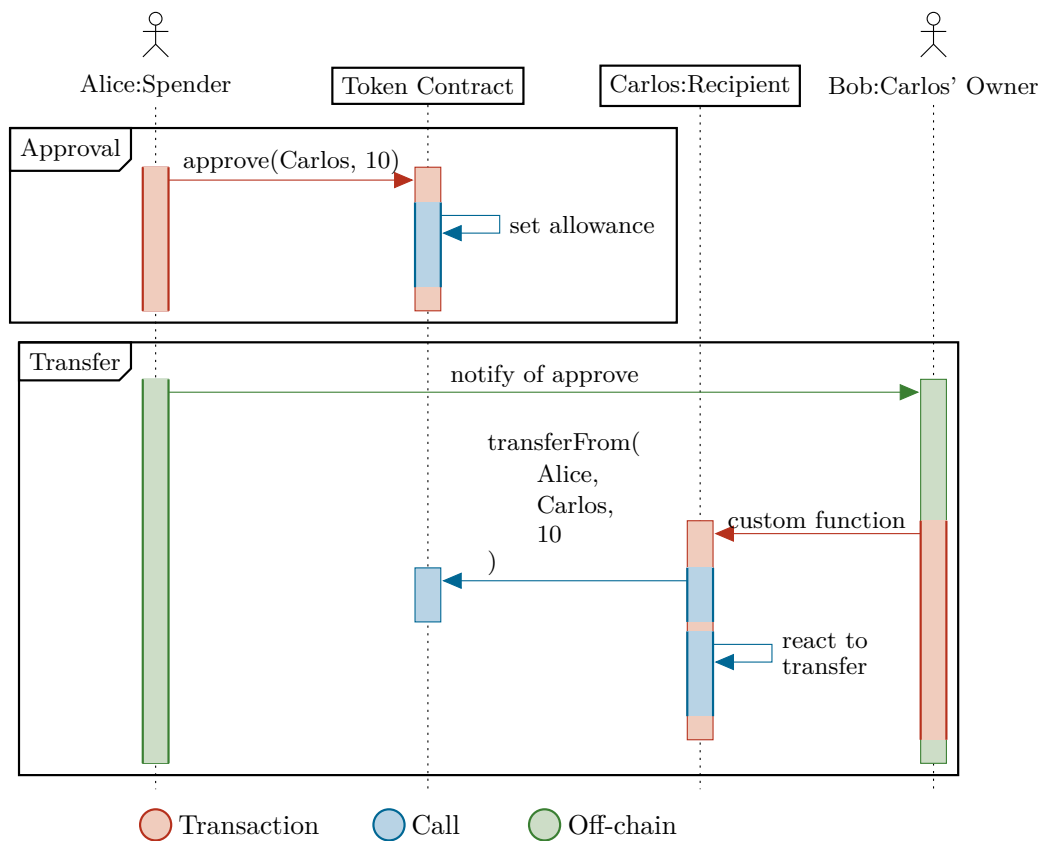 Alice:Spender
Token Contract
Carlos:Recipient
Bob:Carlos' Owner
Approval
approve(Carlos, 10)
set allowance
Transfer
notify of approve
transferFrom(
Alice,
Carlos,
10
)
custom function
react to
transfer
Transaction
Call
Off-chain